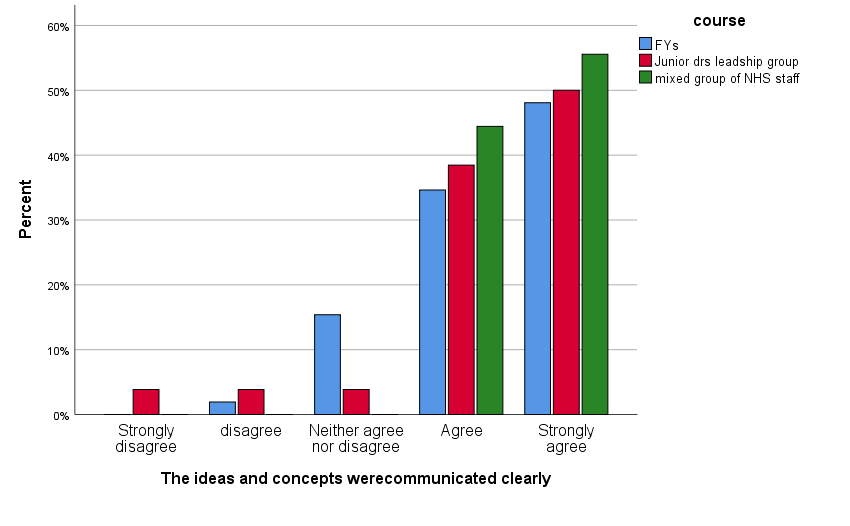 course
FYs
Junior drs leadship group
mixed group of NHS staff
60%
50%
40%
30%
20%
10%
0%
Percent
Strongly disagree
disagree
Neither agree nor disagree
Agree
Strongly agree
The ideas and concepts werecommunicated clearly